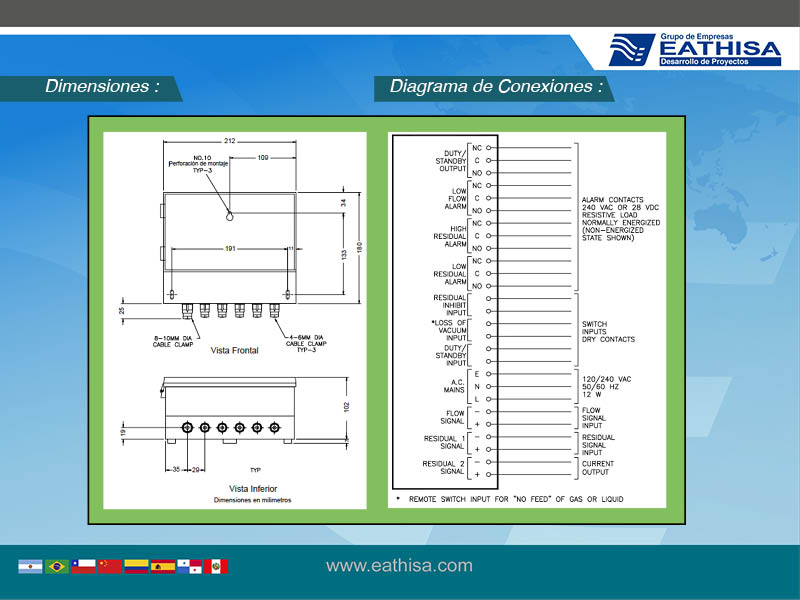 Grupo de Empresas
EATHISA
Desarrollo de Proyectos
Dimensiones :
Diagrama de Conexiones :
212
NO.10
Perforación de montaje
TYP-3
109
34
191
11
133
180
25
8-10MM DIA
CABLE CLAMP
4-6MM DIA
CABLE CLAMP
TYP-3
Vista Frontal
102
19
35
29
TYP
Vista Inferior
Dimensiones en milimetros
DUTY/
STANDBY
OUTPUT
NC
C
NO
LOW
FLOW
ALARM
NC
C
NO
HIGH
RESIDUAL
ALARM
NC
C
NO
LOW
RESIDUAL
ALARM
NC
C
NO
ALARM CONTACTS
240 VAC OR 28 VDC
RESISTIVE LOAD
NORMALLY ENERGIZED
(NON-ENERGIZED
STATE SHOWN)
RESIDUAL
INHIBIT
INPUT
*LOSS OF
VACUUM
INPUT
DUTY/
STANDBY
INPUT
SWITCH
INPUTS
DRY CONTACTS
A.C.
MAINS
E
N
L
120/240 VAC
50/60 HZ
12 W
FLOW
SIGNAL
-
+
FLOW
SIGNAL
INPUT
RESIDUAL 1
SIGNAL
-
+
RESIDUAL
SIGNAL
INPUT
RESIDUAL 2
SIGNAL
-
+
CURRENT
OUTPUT
* REMOTE SWITCH INPUT FOR "NO FEED" OF GAS OR LIQUID
www.eathisa.com